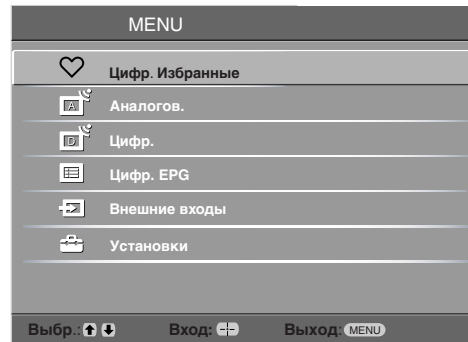 MENU
Цифр. Избранные
A Аналогов.
D Цифр.
Цифр. EPG
Внешние входы
Установки
Выбр.: Вход: Выход: MENU